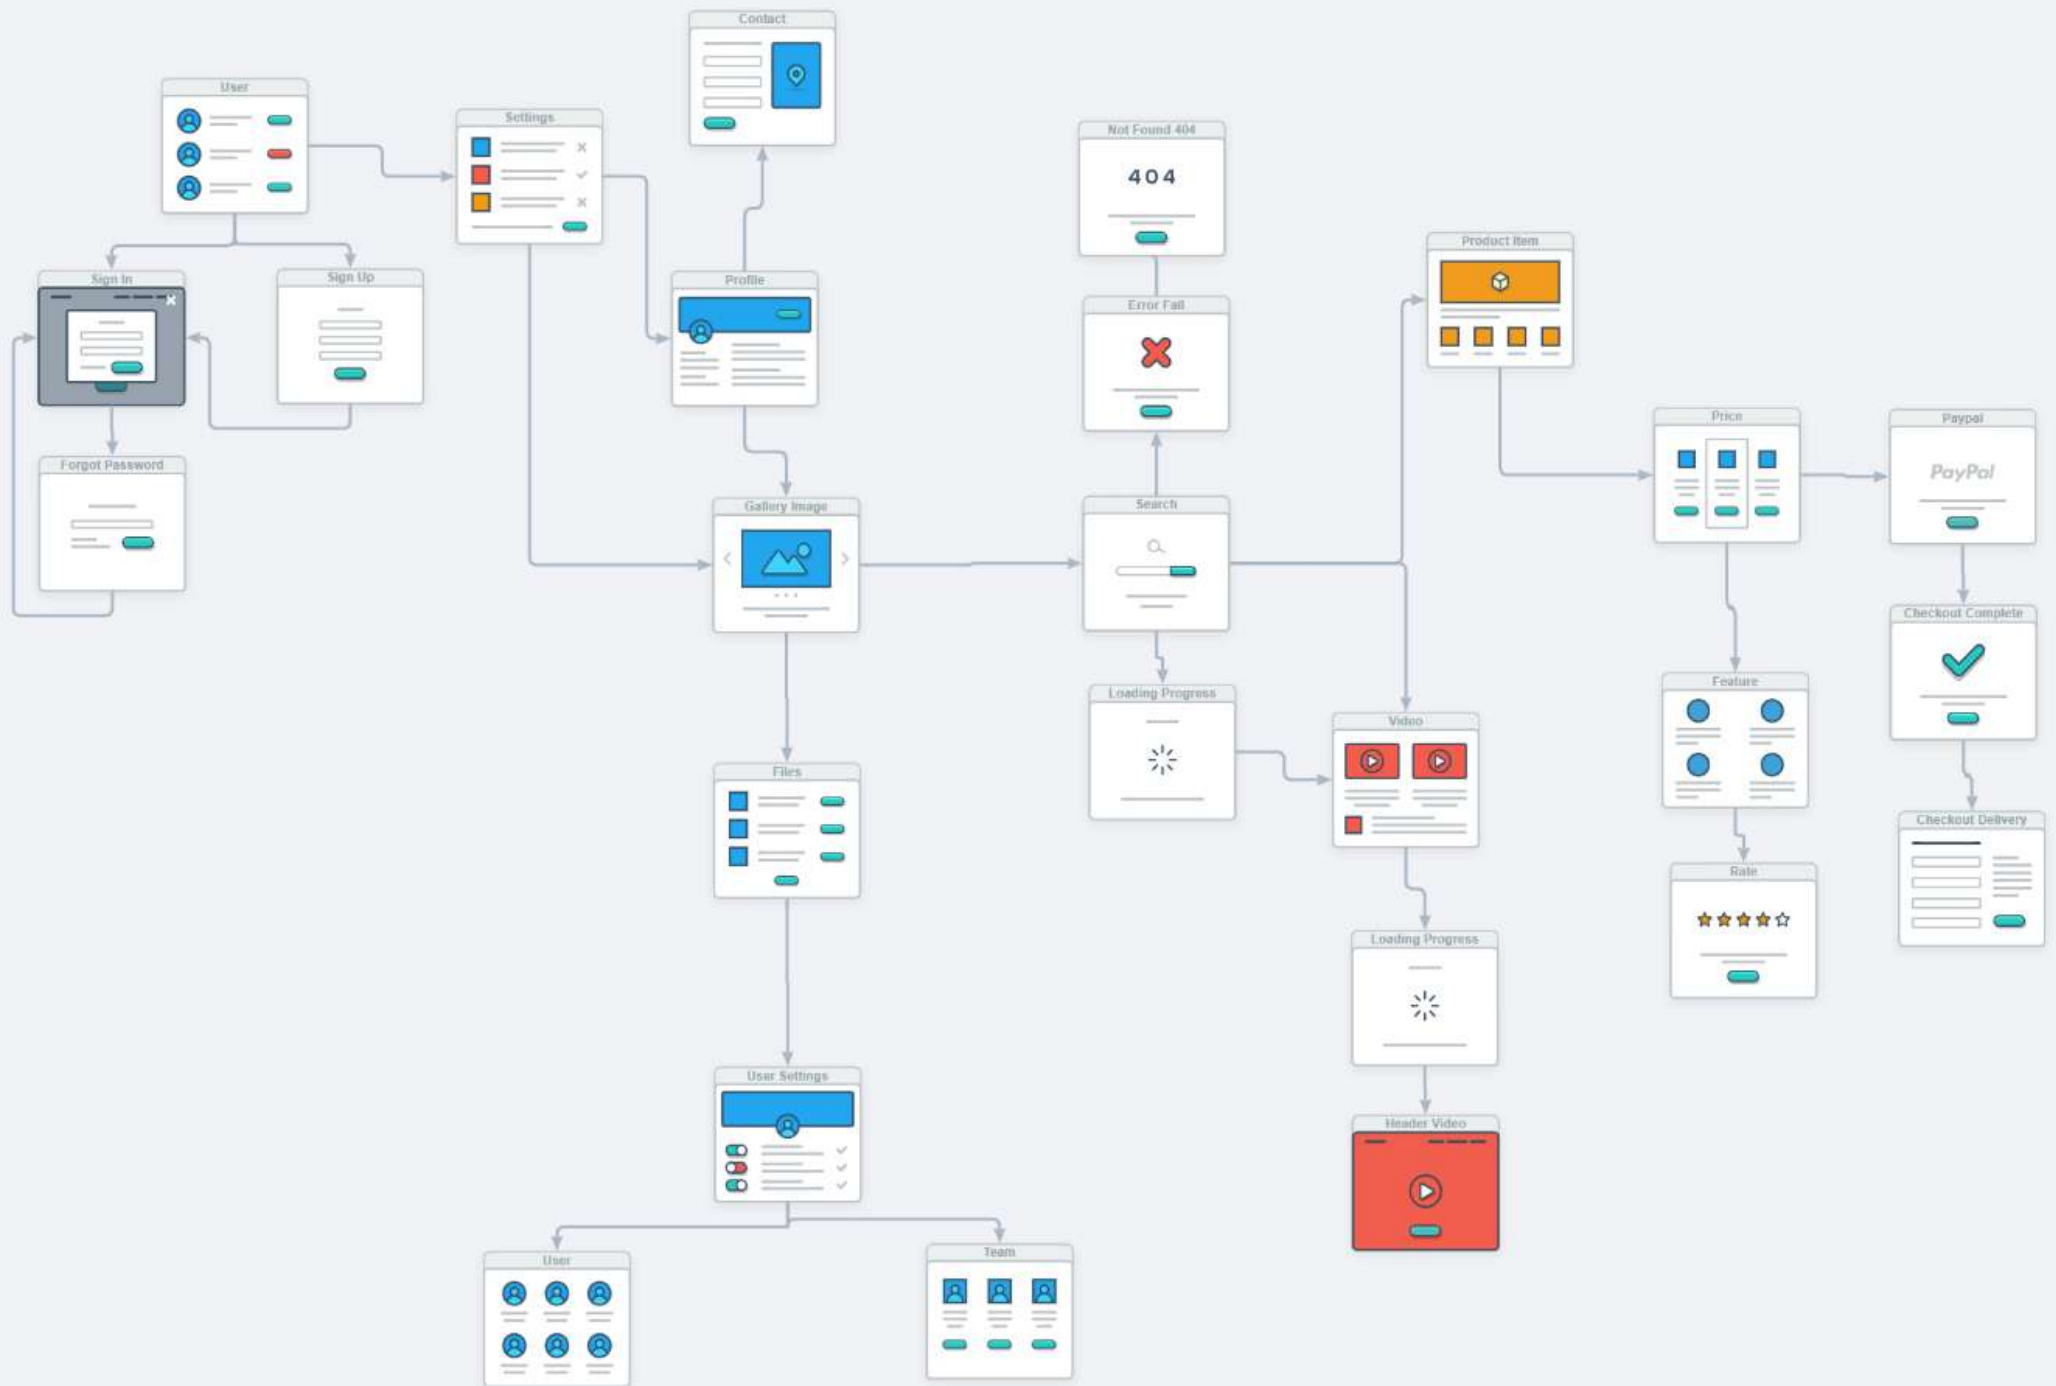 Contact
User
Settings
Not Found 404
404
Product Item
Sign In
Sign Up
Profile
Error Fail
Price
Paypal
PayPal
Forgot Password
Gallery Image
Search
Checkout Complete
Loading Progress
Feature
Video
Files
Checkout Delivery
Rate
Loading Progress
User Settings
Header Video
User
Team